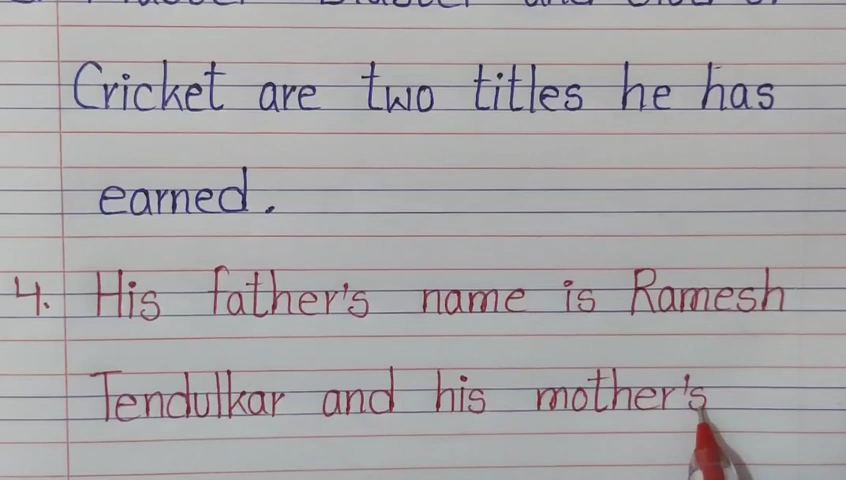 Cricket are two titles he has
earned.
4. His father's name is Ramesh
Tendulkar and his mother's